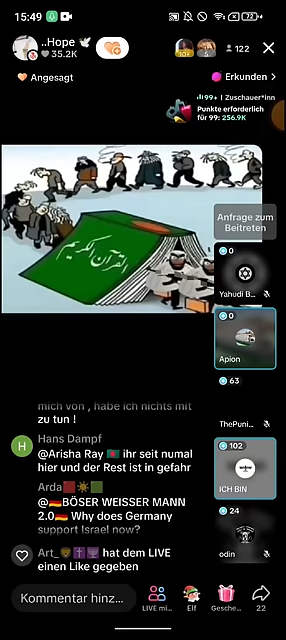 15:49
72
..Hope 🕊
35.2K
122
Angesagt
Erkunden >
99+ | Zuschauer*inn
Punkte erforderlich
für 99: 256.9K
القرآن الكريم
Anfrage zum
Beitreten
0
Yahudi B...
0
Apion
63
ThePuni...
102
ICH BIN
24
odin
mich von , habe ich nichts mit
zu tun !
H
Hans Dampf
@Arisha Ray 🇧🇩 ihr seit numal
hier und der Rest ist in gefahr
Arda🟥☀️🟩
@🇩🇪BÖSER WEISSER MANN
2.0🇩🇪 Why does Germany
support Israel now?
Art_🦁✝️🕎 hat dem LIVE
einen Like gegeben
Kommentar hinz...
LIVE mi...
Elf
Gesche...
22